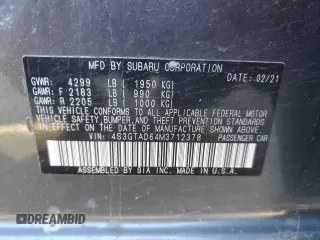 MFD BY SUBARU CORPORATION
GVWR: 4299 LB ( 1950 KG) DATE: 02/21
GAWR: F 2183 LB ( 990 KG)
GAWR: R 2205 LB ( 1000 KG)
THIS VEHICLE CONFORMS TO ALL APPLICABLE FEDERAL MOTOR
VEHICLE SAFETY, BUMPER, AND THEFT PREVENTION STANDARDS
IN EFFECT ON THE DATE OF MANUFACTURE SHOWN ABOVE.
VIN: 4S3GTAD64M3712378 PASSENGER CAR
ASSEMBLED BY SIA INC. MADE IN U.S.A.
DREAMBID
DREAMBID.COM